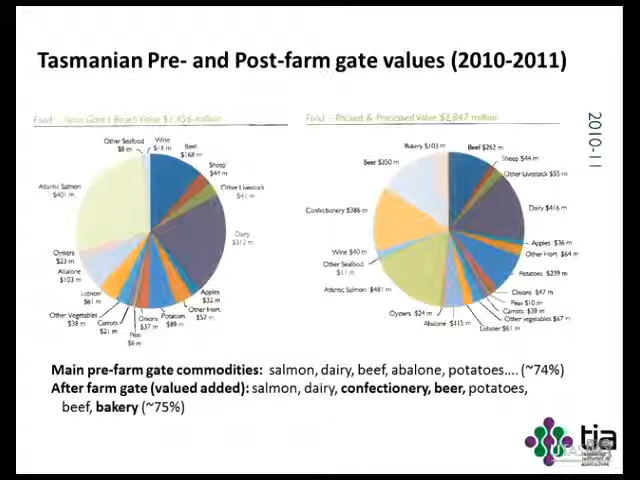 Tasmanian Pre- and Post-farm gate values (2010-2011)
Food - Farm Gate / Beach Value $1,456 million
Food - Packed & Processed Value $2,847 million
2010-11
Other Seafood
$8 m
Wine
Beef
$168 m
Sheep
$44 m
Other Livestock
$41 m
Dairy
$312 m
Apples
$32 m
Other Hort.
$57 m
Potatoes
$89 m
Onions
$37 m
Peas
$6 m
Carrots
$21 m
Other Vegetables
$38 m
Lobster
$61 m
Abalone
$103 m
Oysters
$23 m
Atlantic Salmon
$401 m
Bakery $103 m
Beef $262 m
Sheep $44 m
Other Livestock $55 m
Dairy $416 m
Apples $36 m
Other Hort. $64 m
Potatoes $239 m
Onions $47 m
Peas $10 m
Carrots $39 m
Other vegetables $67 m
Lobster $61 m
Abalone $115 m
Oysters $24 m
Atlantic Salmon $481 m
Other Seafood
$11 m
Wine $40 m
Confectionery $386 m
Beer $350 m
Main pre-farm gate commodities: salmon, dairy, beef, abalone, potatoes.... (~74%)
After farm gate (valued added): salmon, dairy, confectionery, beer, potatoes,
beef, bakery (~75%)
tia